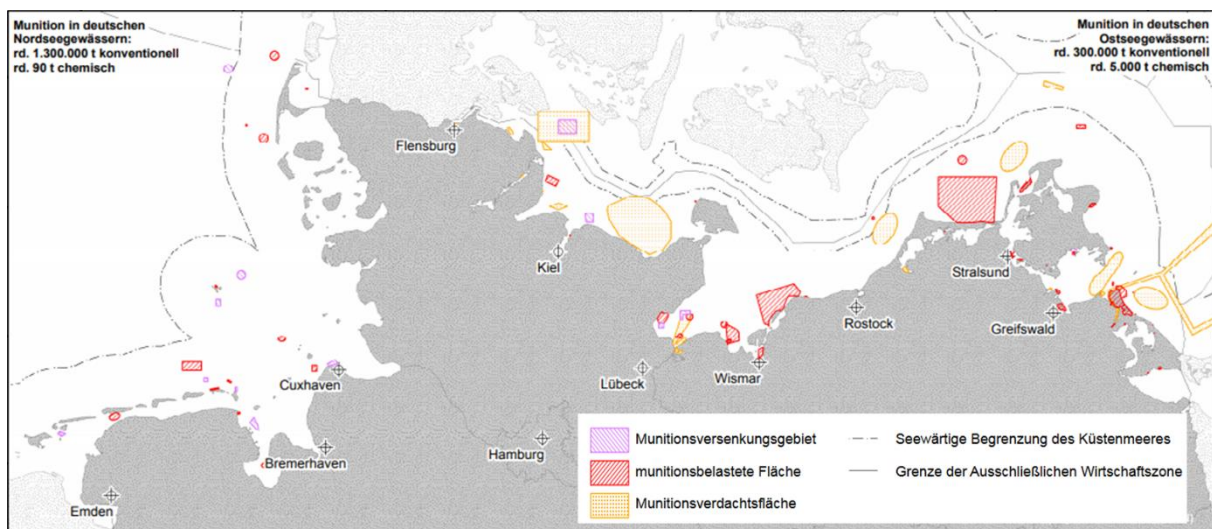 Munition in deutschen
Nordseegewässern:
rd. 1.300.000 t konventionell
rd. 90 t chemisch
Munition in deutschen
Ostseegewässern:
rd. 300.000 t konventionell
rd. 5.000 t chemisch
Flensburg
Kiel
Stralsund
Rostock
Greifswald
Cuxhaven
Lübeck
Wismar
Bremerhaven
Hamburg
Emden
Munitionsversenkungsgebiet
munitionsbelastete Fläche
Munitionsverdachtsfläche
Seewärtige Begrenzung des Küstenmeeres
Grenze der Ausschließlichen Wirtschaftszone